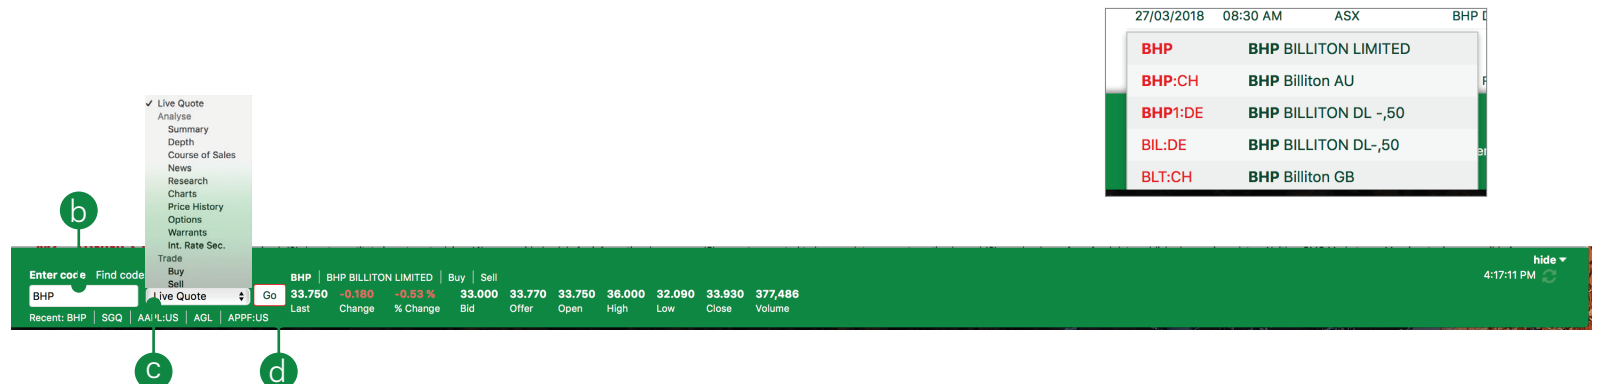 27/03/2018 08:30 AM ASX BHP
BHP BHP BILLITON LIMITED
BHP:CH BHP Billiton AU
BHP1:DE BHP BILLITON DL -,50
BIL:DE BHP BILLITON DL-,50
BLT:CH BHP Billiton GB
✓ Live Quote
Analyse
Summary
Depth
Course of Sales
News
Research
Charts
Price History
Options
Warrants
Int. Rate Sec.
Trade
Buy
Sell
b
hide
4:17:11 PM
Enter code Find code
BHP
Live Quote
Go
Recent: BHP | SGQ | AAPL:US | AGL | APPF:US
BHP | BHP BILLITON LIMITED | Buy | Sell
33.750 -0.180 -0.53 % 33.000 33.770 33.750 36.000 32.090 33.930 377,486
Last Change % Change Bid Offer Open High Low Close Volume
c
d